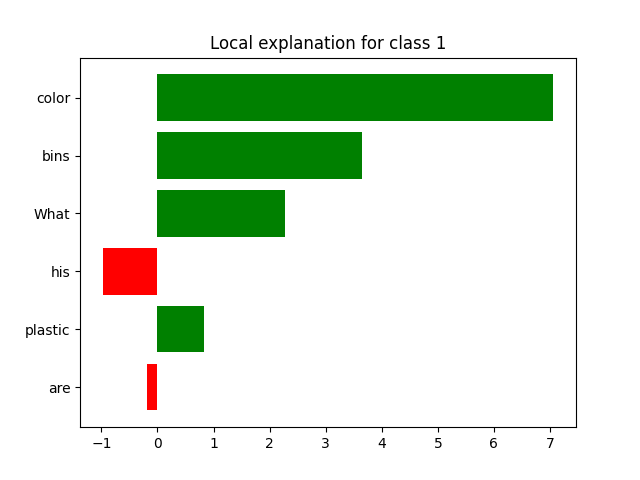 Local explanation for class 1
color
bins
What
his
plastic
are
−1 0 1 2 3 4 5 6 7